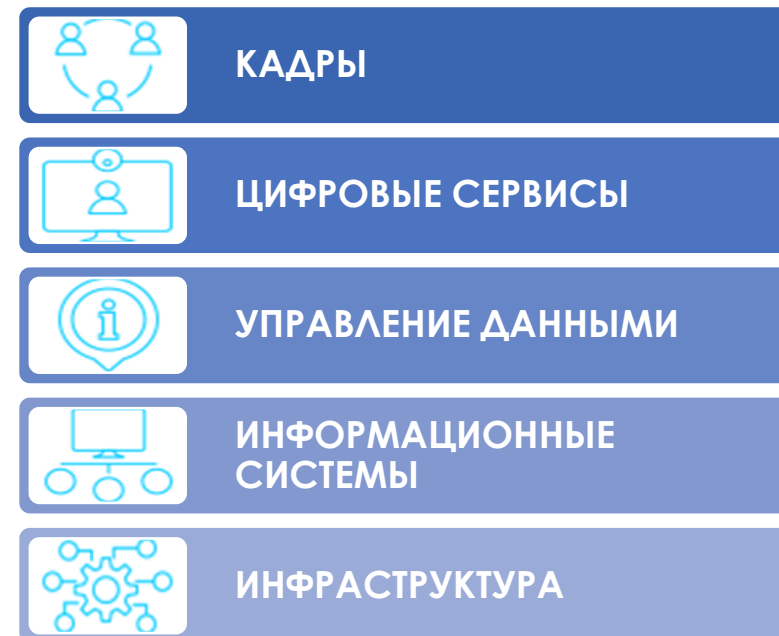 КАДРЫ
ЦИФРОВЫЕ СЕРВИСЫ
УПРАВЛЕНИЕ ДАННЫМИ
ИНФОРМАЦИОННЫЕ
СИСТЕМЫ
ИНФРАСТРУКТУРА